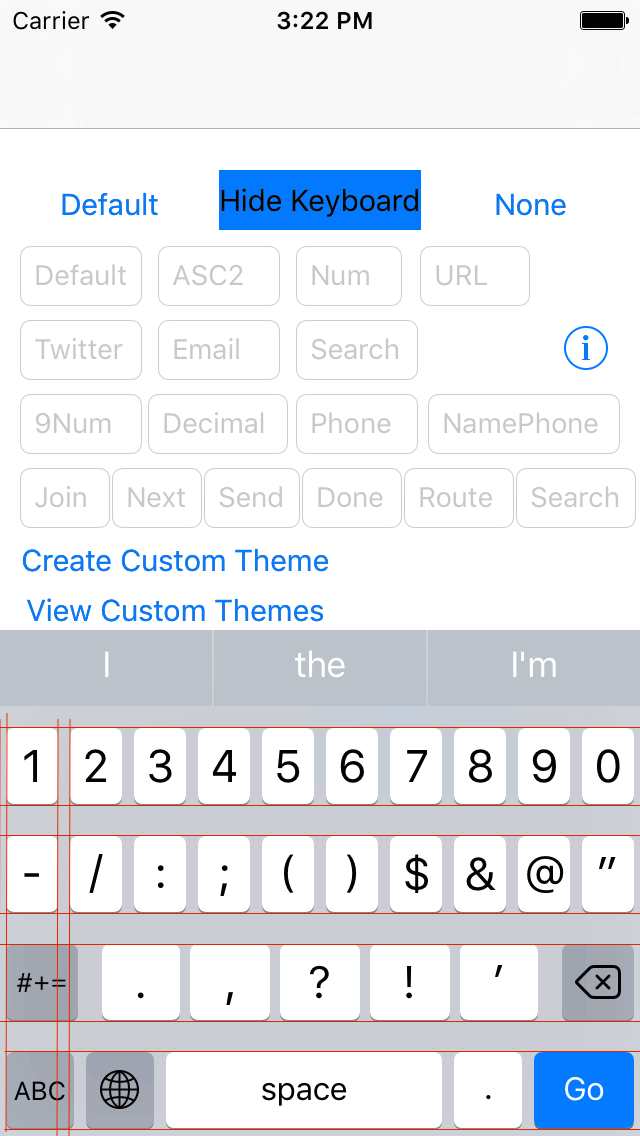 Carrier 3:22 PM
Default Hide Keyboard None
Default ASC2 Num URL
Twitter Email Search i
9Num Decimal Phone NamePhone
Join Next Send Done Route Search
Create Custom Theme
View Custom Themes
I the I'm
1 2 3 4 5 6 7 8 9 0
- / : ; ( ) $ & @ ”
#+= . , ? ! ’
ABC space . Go